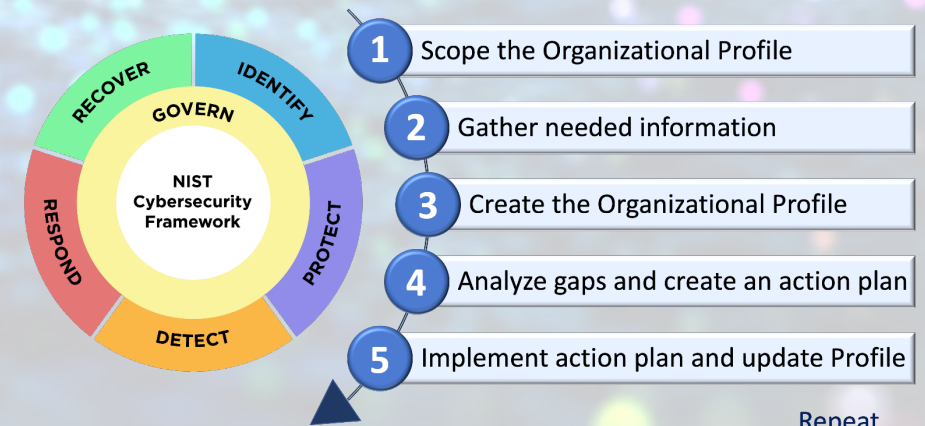 RECOVER
IDENTIFY
GOVERN
NIST
Cybersecurity
Framework
RESPOND
PROTECT
DETECT
1 Scope the Organizational Profile
2 Gather needed information
3 Create the Organizational Profile
4 Analyze gaps and create an action plan
5 Implement action plan and update Profile
Repeat